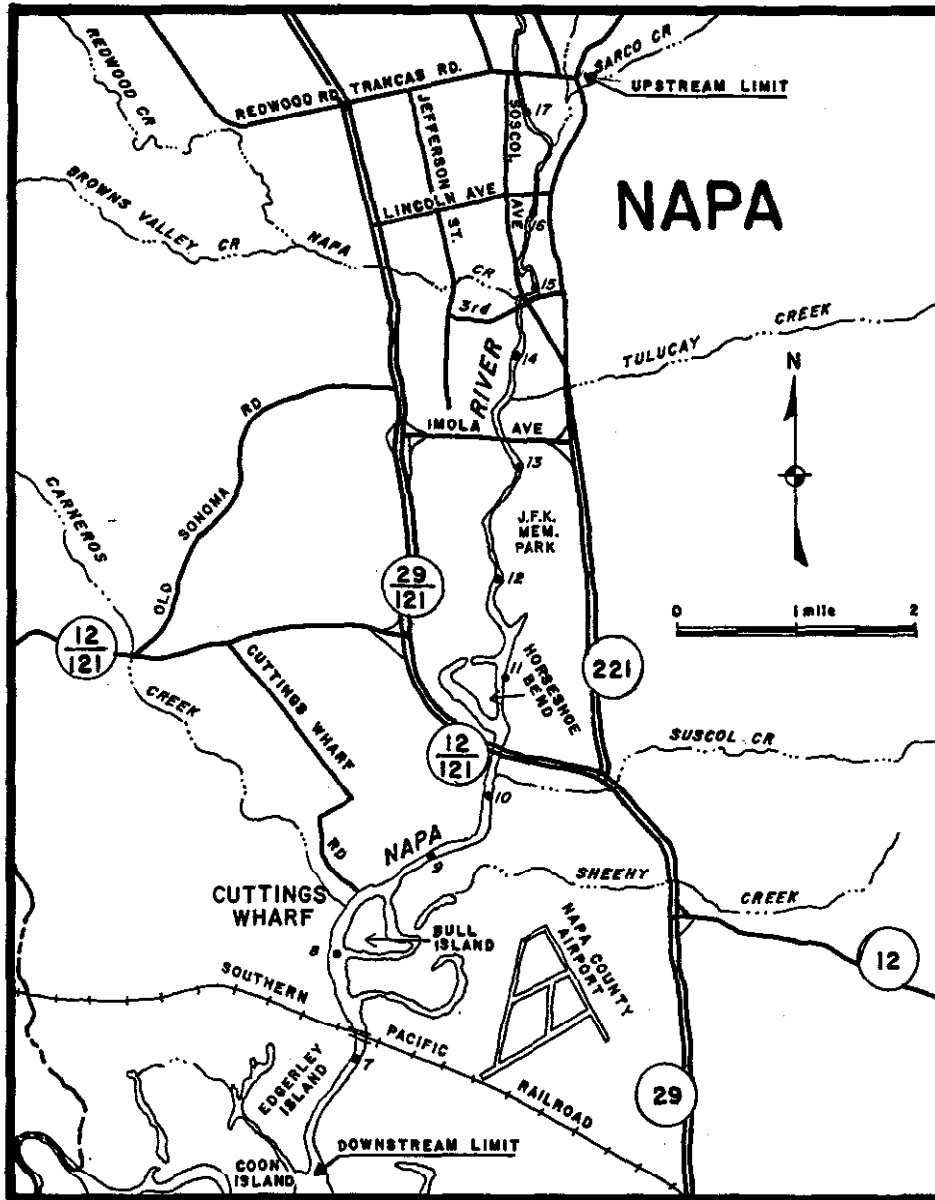 REDWOOD CR
SARCO CR
UPSTREAM LIMIT
REDWOOD RD.
TRANCAS RD.
JEFFERSON
ST.
SOSCOL
AVE
17
NAPA
BROWNS VALLEY CR
LINCOLN AVE
16
NAPA
CR
15
3rd
CREEK
TULUCAY
14
RIVER
N
RD
IMOLA AVE
13
CARNEROS
SONOMA
OLD
J.F.K.
MEM.
PARK
12
29
121
0 1 mile 2
12
121
11
HORSESHOE
BEND
221
CUTTINGS WHARF
CREEK
SUSCOL CR
12
121
10
RD
NAPA
9
SHEEHY
CREEK
CUTTINGS
WHARF
BULL
ISLAND
NAPA COUNTY
AIRPORT
8
12
SOUTHERN
PACIFIC
RAILROAD
7
EDGERLEY
ISLAND
29
DOWNSTREAM LIMIT
COON
ISLAND